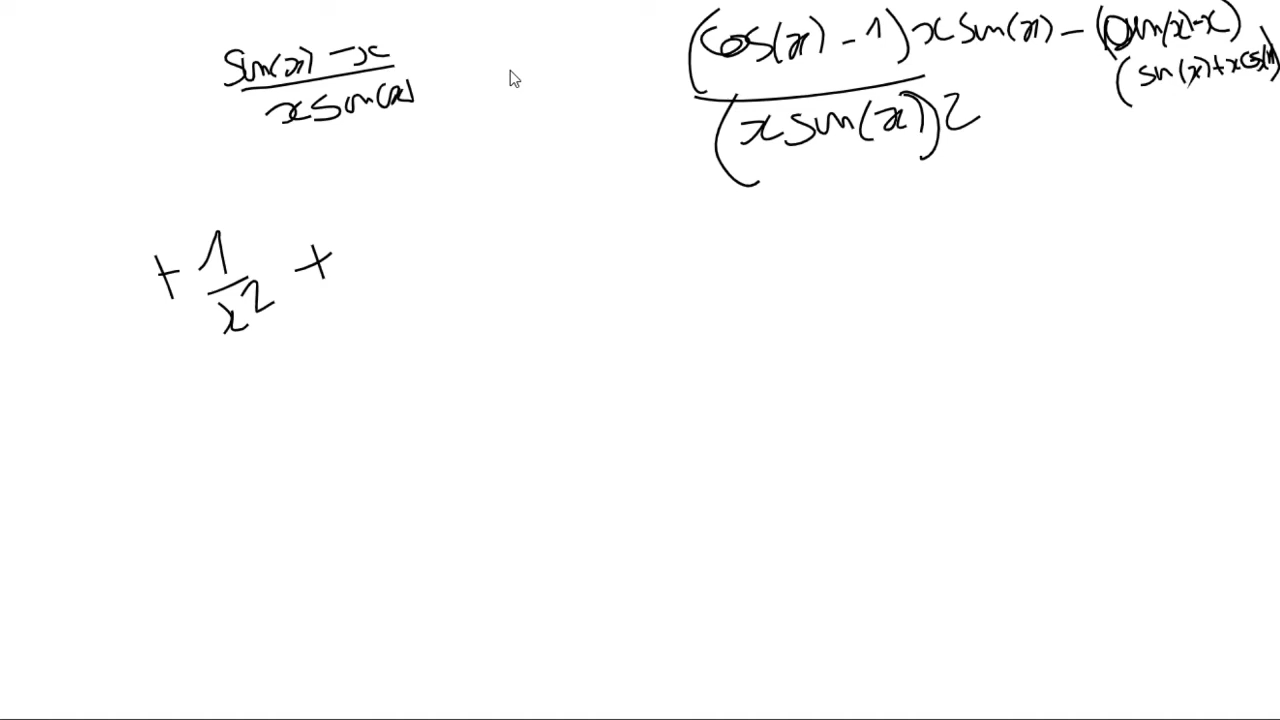 sin(x) - x
x sin(x)
(cos(x) - 1) x sin(x) - (sin(x) - x)
(sin(x) + x cos(x))
(x sin(x))2
+ 1 +
x2